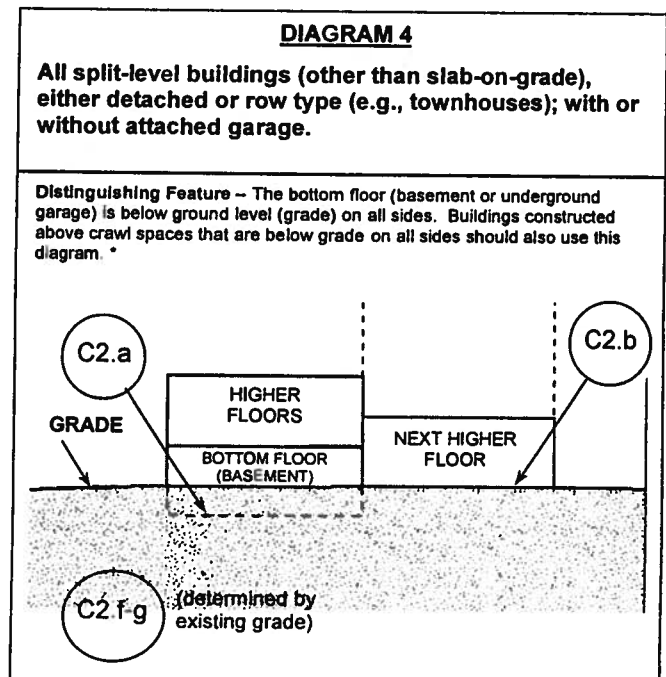 DIAGRAM 4
All split-level buildings (other than slab-on-grade),
either detached or row type (e.g., townhouses); with or
without attached garage.
Distinguishing Feature – The bottom floor (basement or underground
garage) is below ground level (grade) on all sides. Buildings constructed
above crawl spaces that are below grade on all sides should also use this
diagram. *
C2.a
C2.b
HIGHER
FLOORS
GRADE
NEXT HIGHER
FLOOR
BOTTOM FLOOR
(BASEMENT)
C2.f-g
(determined by
existing grade)